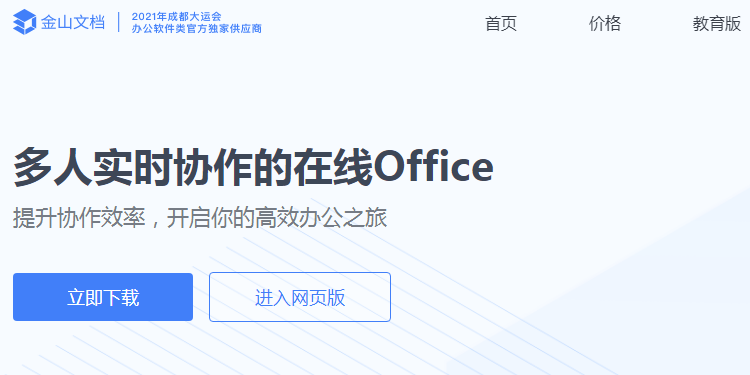 金山文档
2021年成都大运会
办公软件类官方独家供应商
首页
价格
教育版
多人实时协作的在线Office
提升协作效率，开启你的高效办公之旅
立即下载
进入网页版